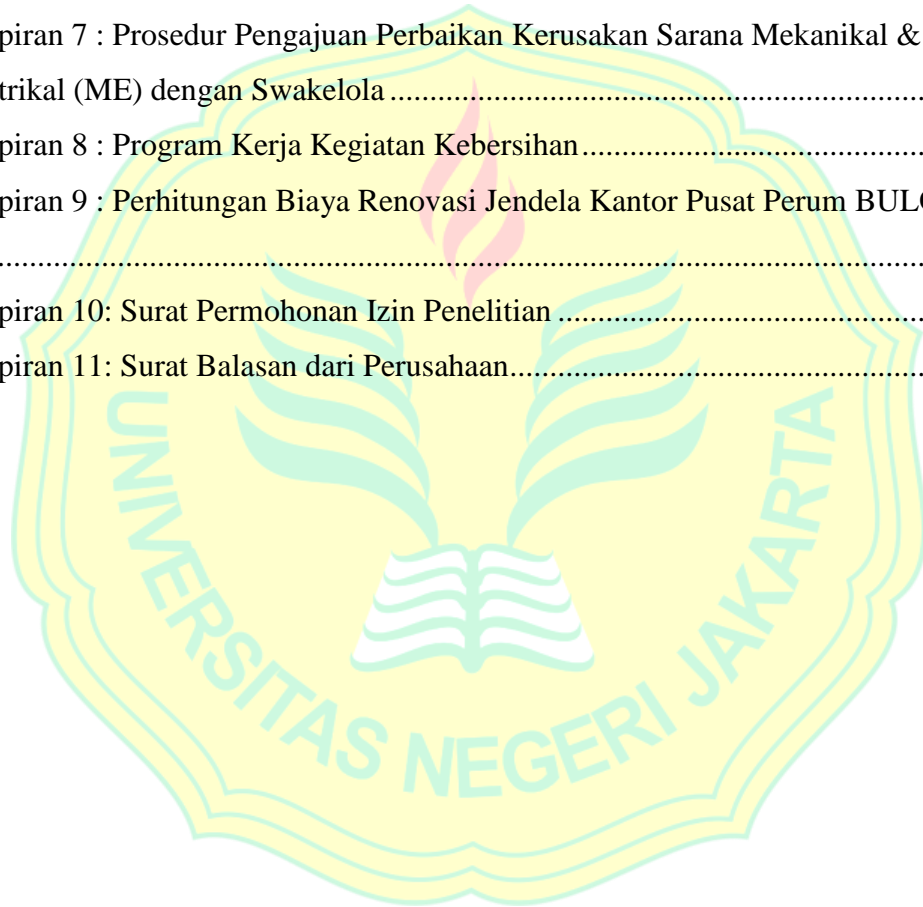 piran 7 : Prosedur Pengajuan Perbaikan Kerusakan Sarana Mekanikal &
trikal (ME) dengan Swakelola ................................................................
piran 8 : Program Kerja Kegiatan Kebersihan ...........................................
piran 9 : Perhitungan Biaya Renovasi Jendela Kantor Pusat Perum BUL
.....................................................................................................................
piran 10: Surat Permohonan Izin Penelitian ..............................................
piran 11: Surat Balasan dari Perusahaan....................................................
UNIVERSITAS NEGERI JAKARTA